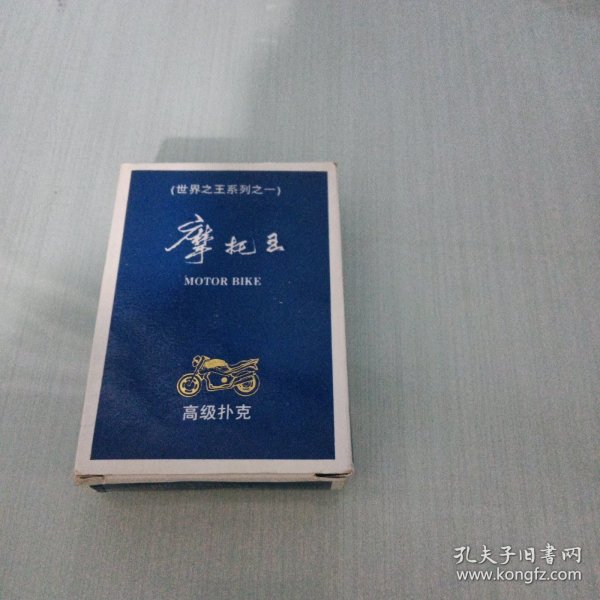 (世界之王系列之一)
摩托王
MOTOR BIKE
高级扑克
孔夫子旧书网
www.kongfz.com